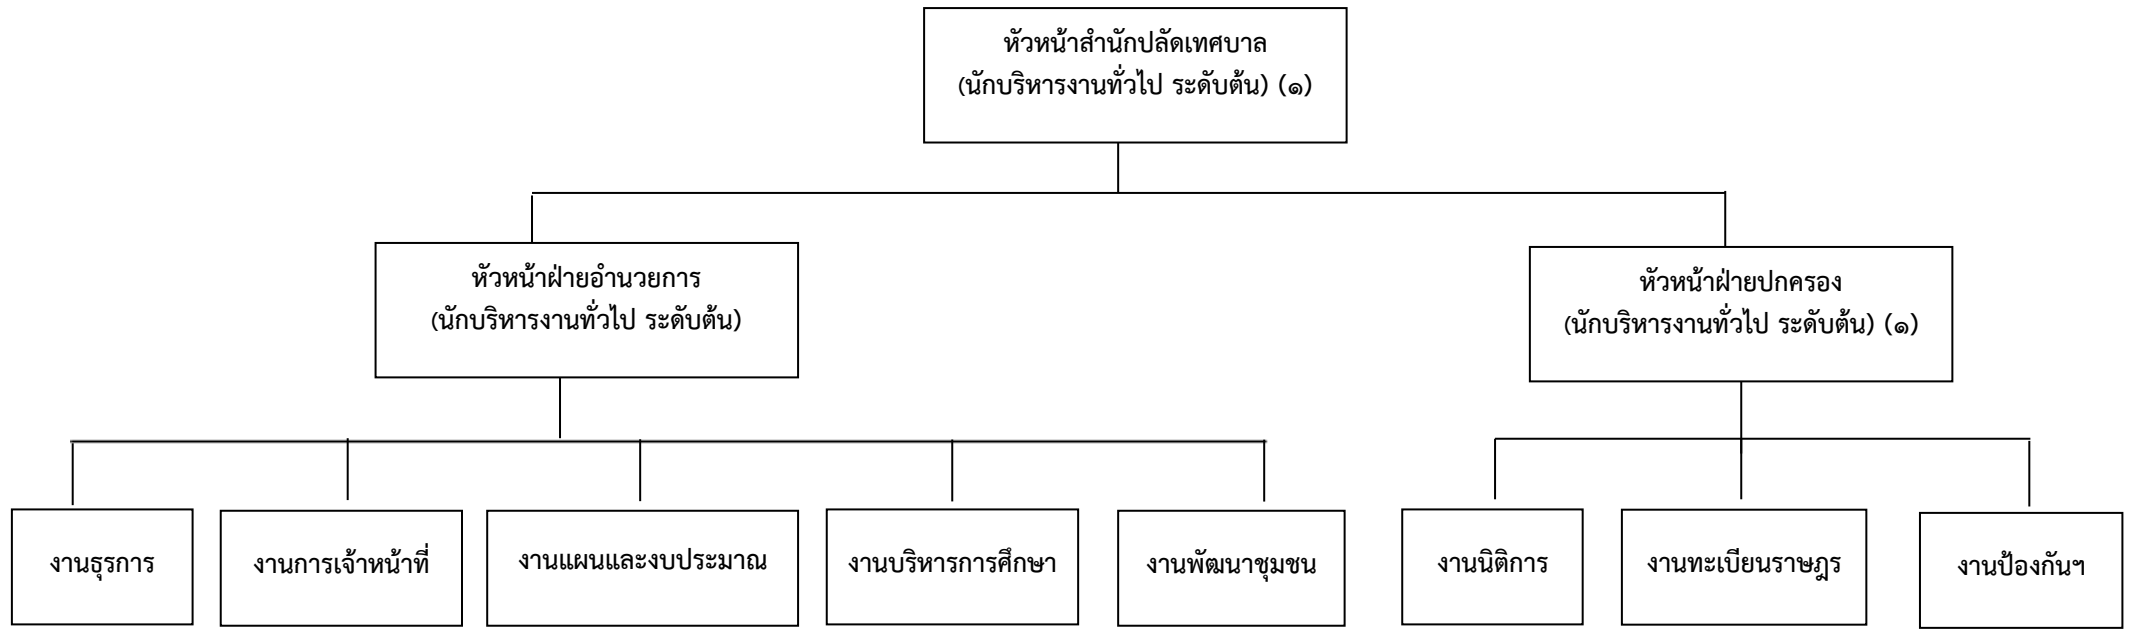 หัวหน้าสำนักปลัดเทศบาล
(นักบริหารงานทั่วไป ระดับต้น) (๑)
หัวหน้าฝ่ายอำนวยการ
(นักบริหารงานทั่วไป ระดับต้น)
หัวหน้าฝ่ายปกครอง
(นักบริหารงานทั่วไป ระดับต้น) (๑)
งานธุรการ
งานการเจ้าหน้าที่
งานแผนและงบประมาณ
งานบริหารการศึกษา
งานพัฒนาชุมชน
งานนิติการ
งานทะเบียนราษฎร
งานป้องกันฯ